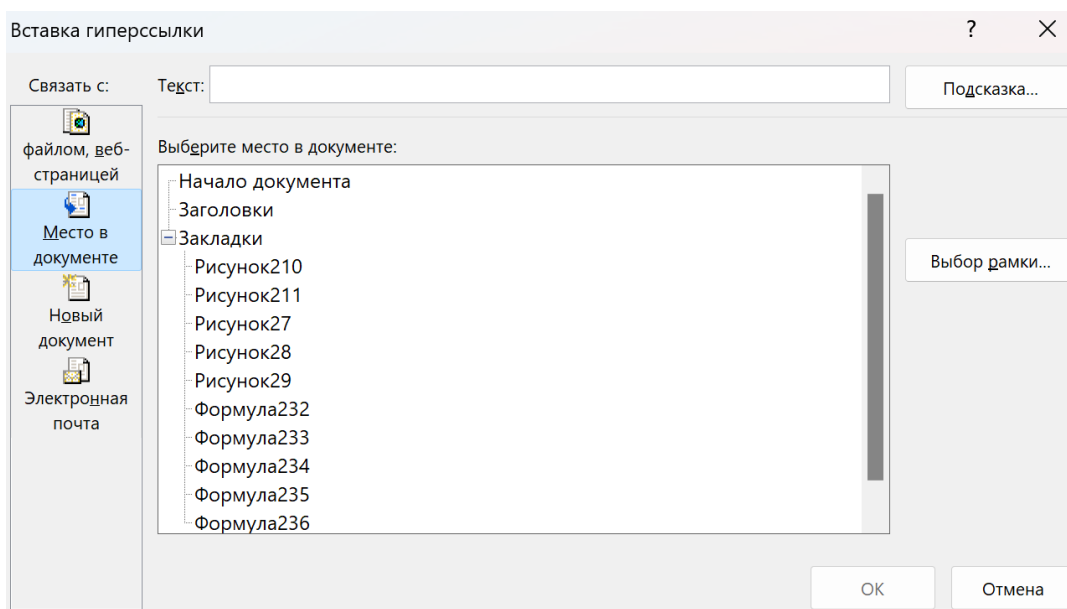 Вставка гиперссылки
?
Связать с:
Текст:
Подсказка...
файлом, веб-
страницей
Выберите место в документе:
Начало документа
Заголовки
Закладки
Рисунок210
Рисунок211
Рисунок27
Рисунок28
Рисунок29
Формула232
Формула233
Формула234
Формула235
Формула236
Место в
документе
Выбор рамки...
Новый
документ
Электронная
почта
ОК
Отмена